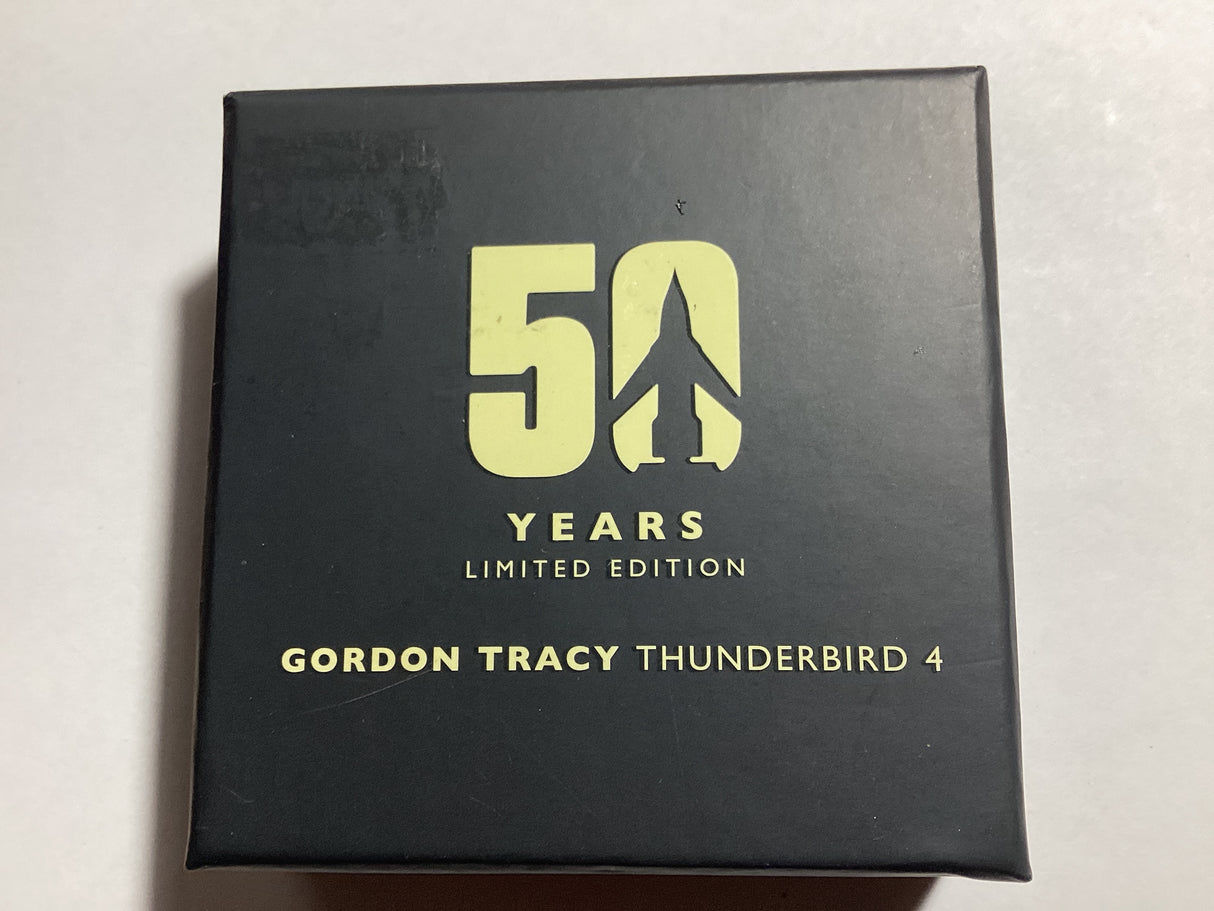 50
YEARS
LIMITED EDITION
GORDON TRACY THUNDERBIRD 4